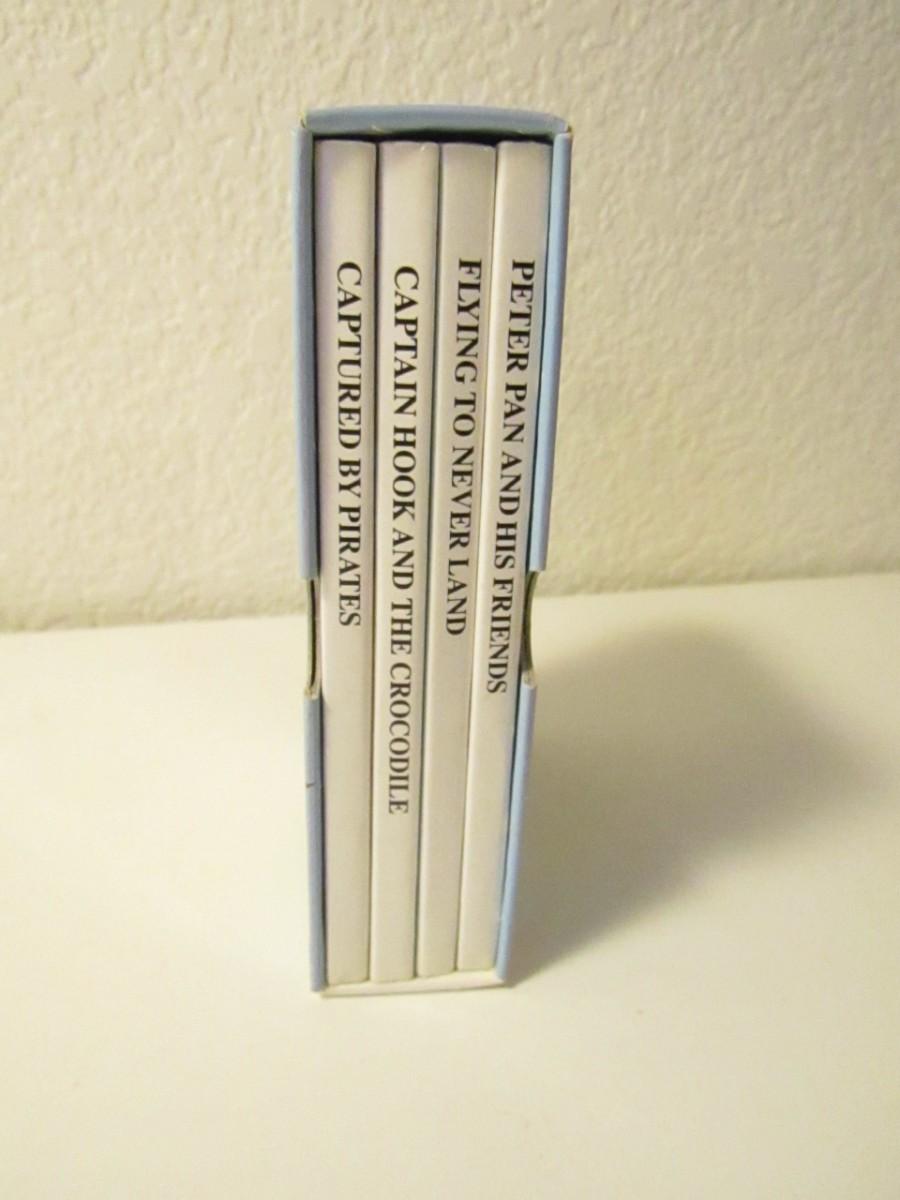 CAPTURED BY PIRATES
CAPTAIN HOOK AND THE CROCODILE
FLYING TO NEVER LAND
PETER PAN AND HIS FRIENDS